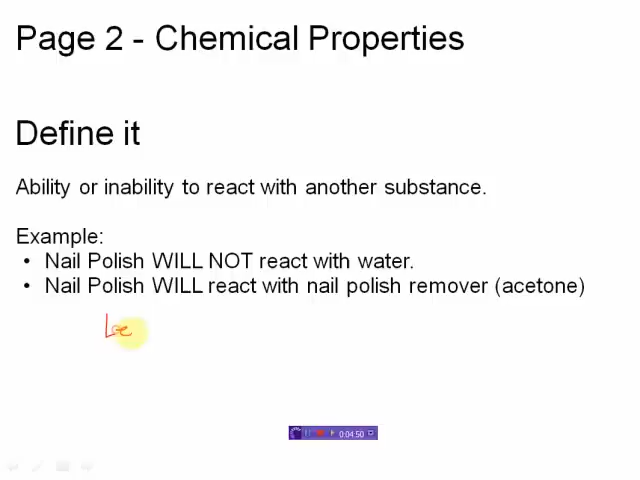 Page 2 - Chemical Properties
Define it
Ability or inability to react with another substance.
Example:
• Nail Polish WILL NOT react with water.
• Nail Polish WILL react with nail polish remover (acetone)
0:04:50